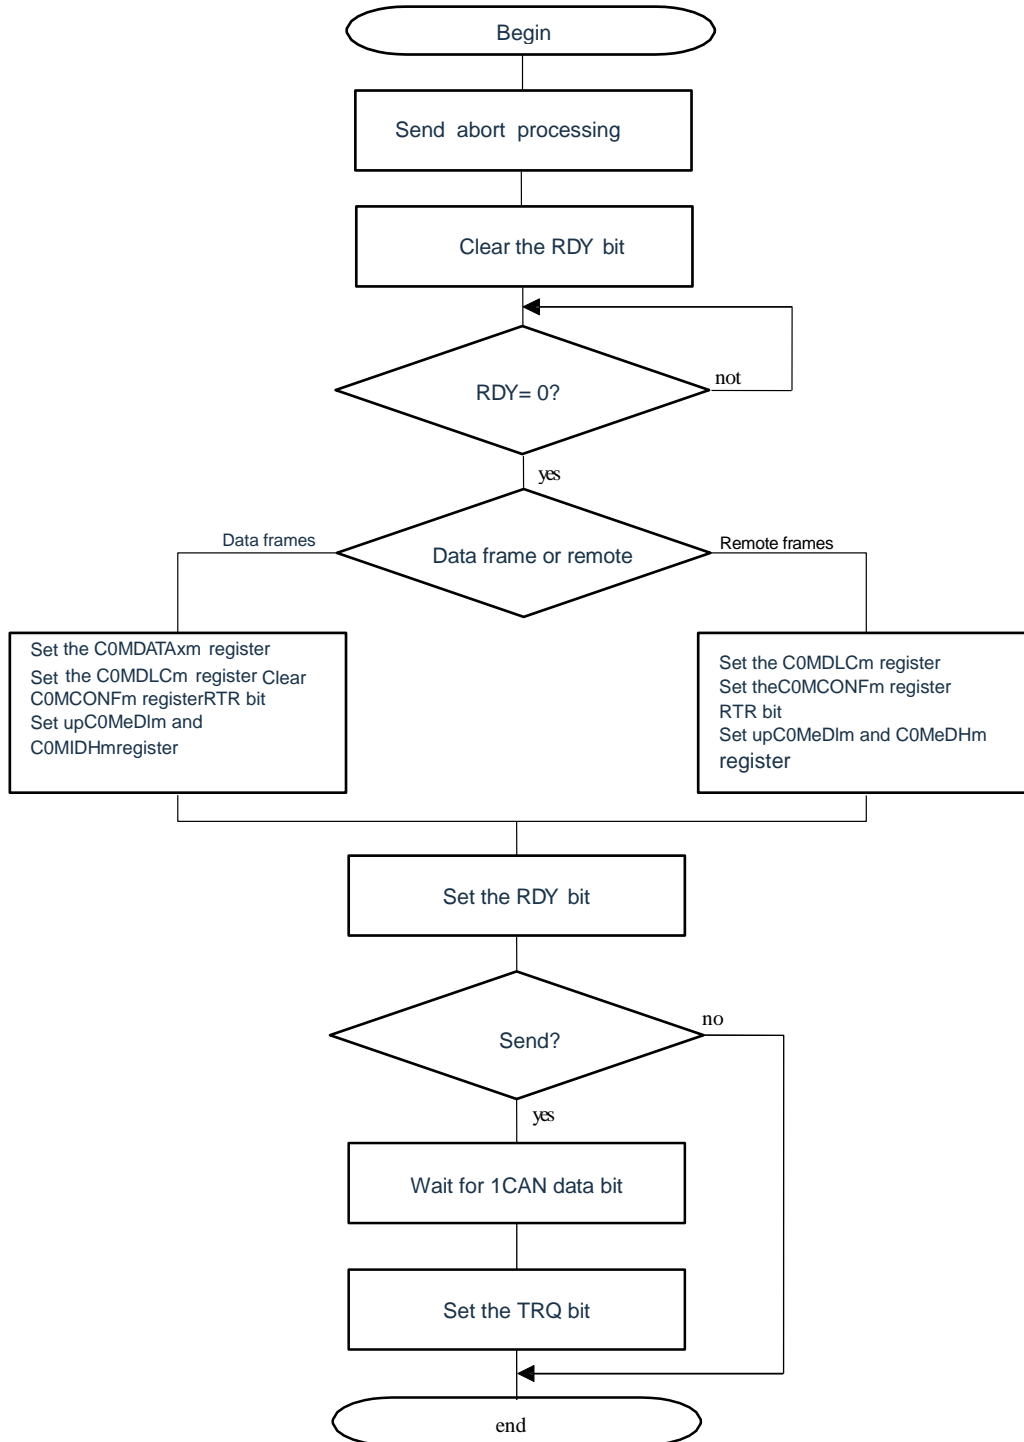 Begin
Send abort processing
Clear the RDY bit
not
RDY= 0?
yes
Data frames
Data frame or remote
Remote frames
Set the C0MDATAxm register
Set the C0MDLCm register Clear
C0MCONFm registerRTR bit
Set upC0MeDlm and
C0MIDHmregister
Set the C0MDLCm register
Set theC0MCONFm register
RTR bit
Set upC0MeDlm and C0MeDHm
register
Set the RDY bit
no
Send?
yes
Wait for 1CAN data bit
Set the TRQ bit
end